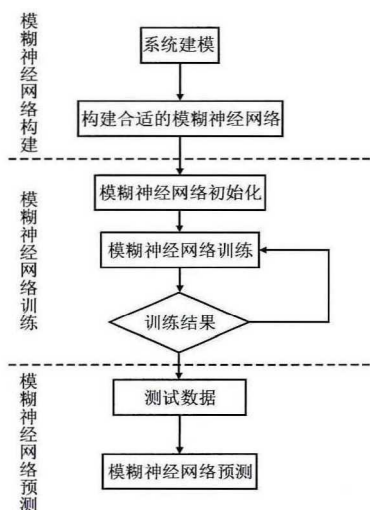 模糊神经网络构建
系统建模
构建合适的模糊神经网络
模糊神经网络训练
模糊神经网络初始化
模糊神经网络训练
训练结果
模糊神经网络预测
测试数据
模糊神经网络预测